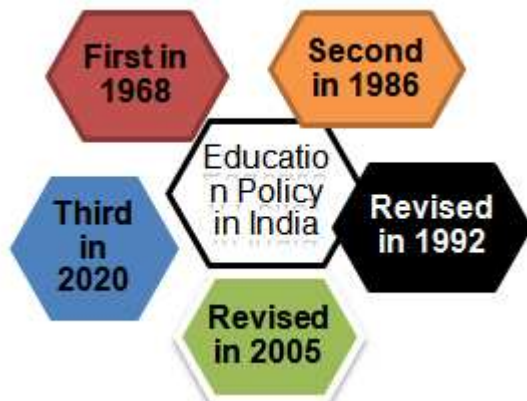 First in
1968
Second
in 1986
Educatio
n Policy
in India
Revised
in 1992
Third
in
2020
Revised
in 2005